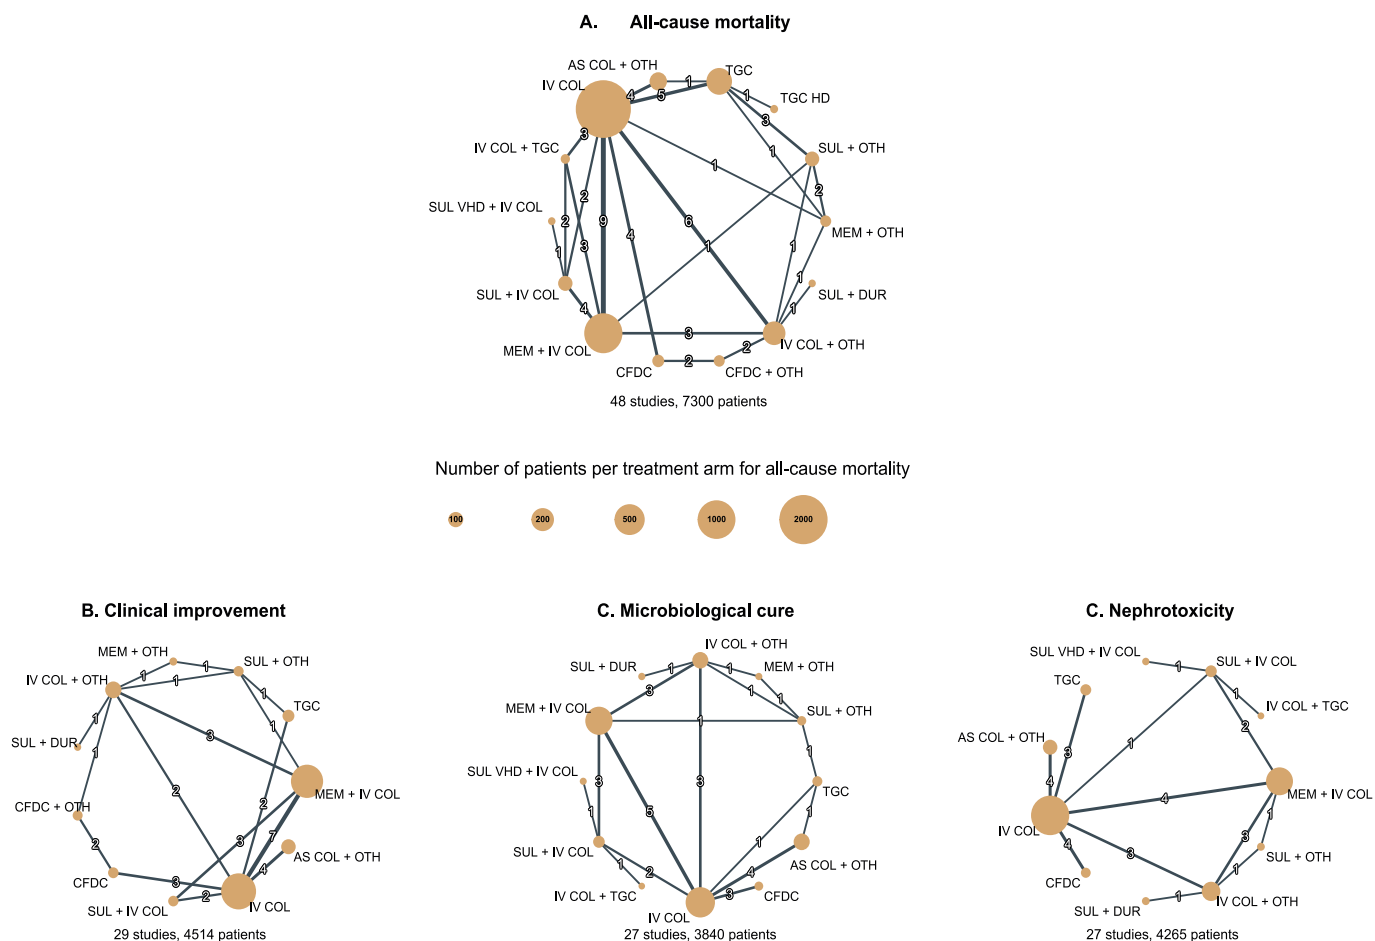 A. All-cause mortality
AS COL + OTH
TGC
IV COL
4
1
5
1
TGC HD
3
3
SUL + OTH
IV COL + TGC
1
1
2
2
SUL VHD + IV COL
2
9
6
MEM + OTH
4
1
3
1
1
1
SUL + DUR
SUL + IV COL
4
1
3
IV COL + OTH
MEM + IV COL
2
2
CFDC
CFDC + OTH
48 studies, 7300 patients
Number of patients per treatment arm for all-cause mortality
100
200
500
1000
2000
B. Clinical improvement
MEM + OTH
1
SUL + OTH
IV COL + OTH
1
1
1
TGC
1
1
3
SUL + DUR
1
2
MEM + IV COL
2
CFDC + OTH
7
3
2
AS COL + OTH
4
CFDC
3
2
SUL + IV COL
IV COL
29 studies, 4514 patients
C. Microbiological cure
IV COL + OTH
SUL + DUR
1
1
MEM + OTH
3
1
1
MEM + IV COL
1
SUL + OTH
1
SUL VHD + IV COL
3
3
TGC
1
5
1
SUL + IV COL
1
1
2
4
AS COL + OTH
IV COL + TGC
3
CFDC
IV COL
27 studies, 3840 patients
C. Nephrotoxicity
SUL VHD + IV COL
1
SUL + IV COL
TGC
1
IV COL + TGC
AS COL + OTH
3
1
2
4
4
MEM + IV COL
IV COL
1
4
3
3
SUL + OTH
1
CFDC
1
IV COL + OTH
SUL + DUR
27 studies, 4265 patients